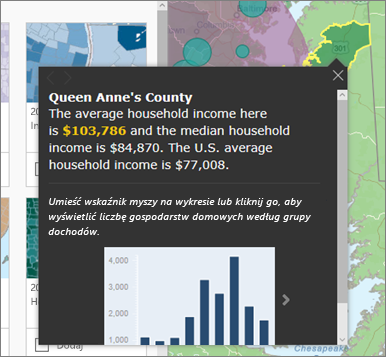 Baltimore
301
Queen Anne's County
The average household income here
is $103,786 and the median household
income is $84,870. The U.S. average
household income is $77,008.
Umieść wskaźnik myszy na wykresie lub kliknij go, aby
wyświetlić liczbę gospodarstw domowych według grupy
dochodów.
4,000
3,000
2,000
1,000
20
In
20
H
Dodaj
Chesapeake